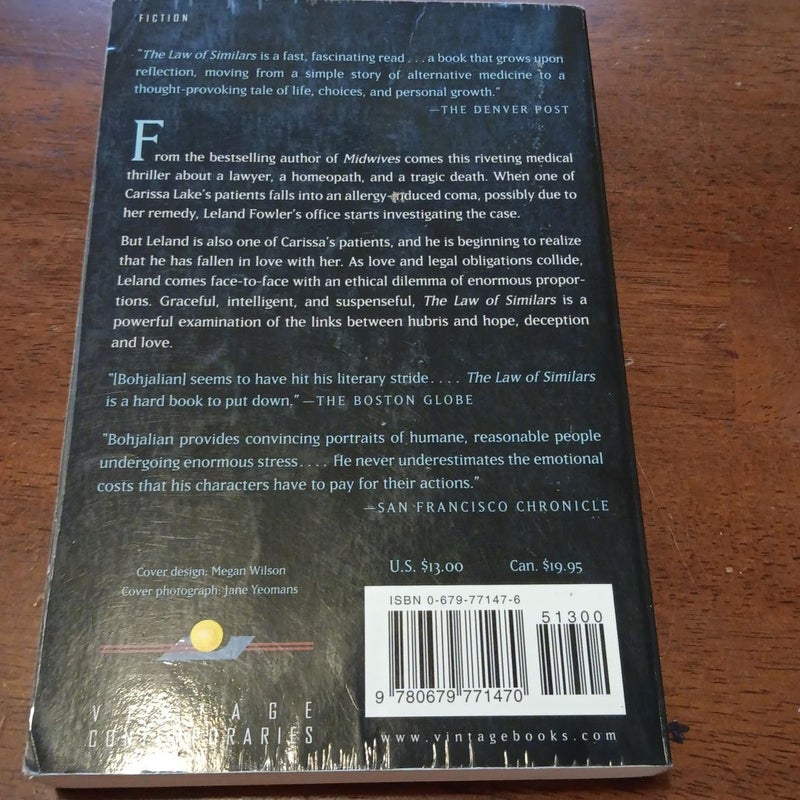 FICTION
"The Law of Similars is a fast, fascinating read . . . a book that grows upon
reflection, moving from a simple story of alternative medicine to a
thought-provoking tale of life, choices, and personal growth."
—THE DENVER POST
From the bestselling author of Midwives comes this riveting medical
thriller about a lawyer, a homeopath, and a tragic death. When one of
Carissa Lake's patients falls into an allergy-induced coma, possibly due to
her remedy, Leland Fowler's office starts investigating the case.
But Leland is also one of Carissa's patients, and he is beginning to realize
that he has fallen in love with her. As love and legal obligations collide,
Leland comes face-to-face with an ethical dilemma of enormous propor-
tions. Graceful, intelligent, and suspenseful, The Law of Similars is a
powerful examination of the links between hubris and hope, deception
and love.
"[Bohjalian] seems to have hit his literary stride. . . . The Law of Similars
is a hard book to put down." —THE BOSTON GLOBE
"Bohjalian provides convincing portraits of humane, reasonable people
undergoing enormous stress. . . . He never underestimates the emotional
costs that his characters have to pay for their actions."
—SAN FRANCISCO CHRONICLE
Cover design: Megan Wilson
Cover photograph: Jane Yeomans
U.S. $13.00 Can. $19.95
ISBN 0-679-77147-6
51300
9 780679 771470
VINTAGE
CONTEMPORARIES
www.vintagebooks.com